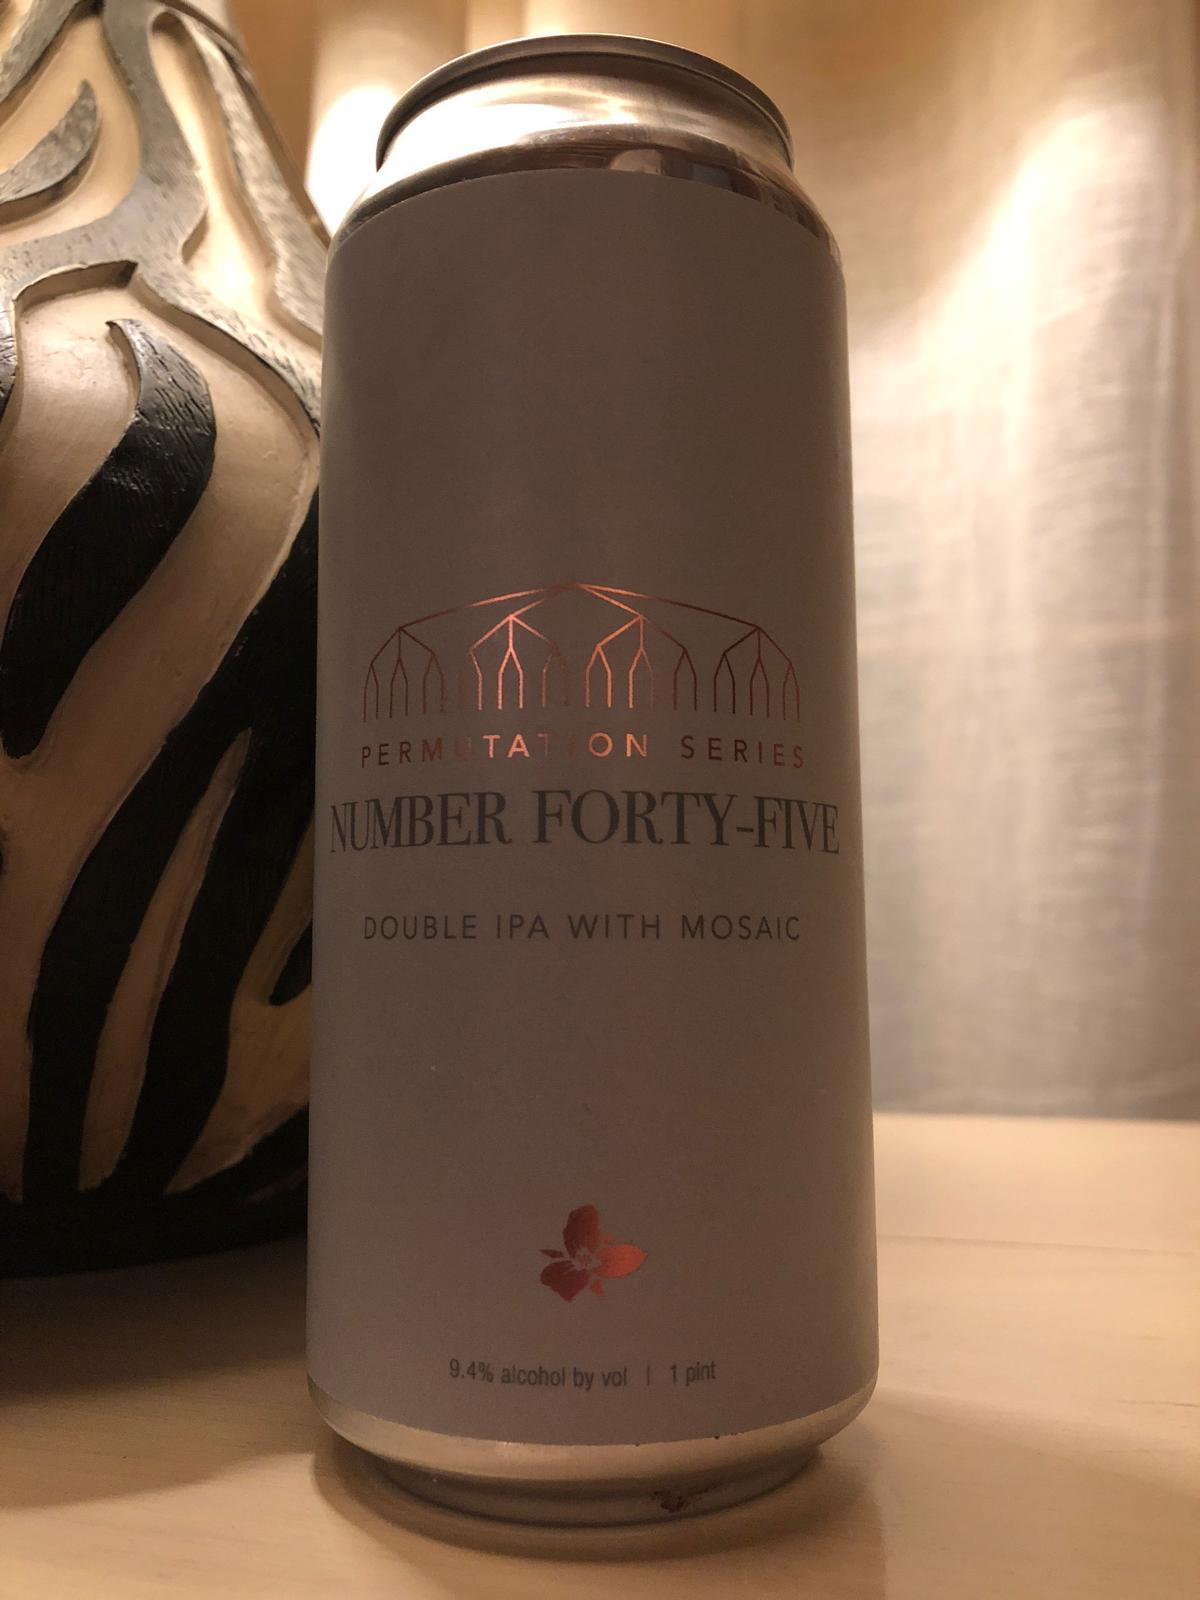 PERMUTATION SERIES
NUMBER FORTY-FIVE
DOUBLE IPA WITH MOSAIC
9.4% alcohol by vol | 1 pint